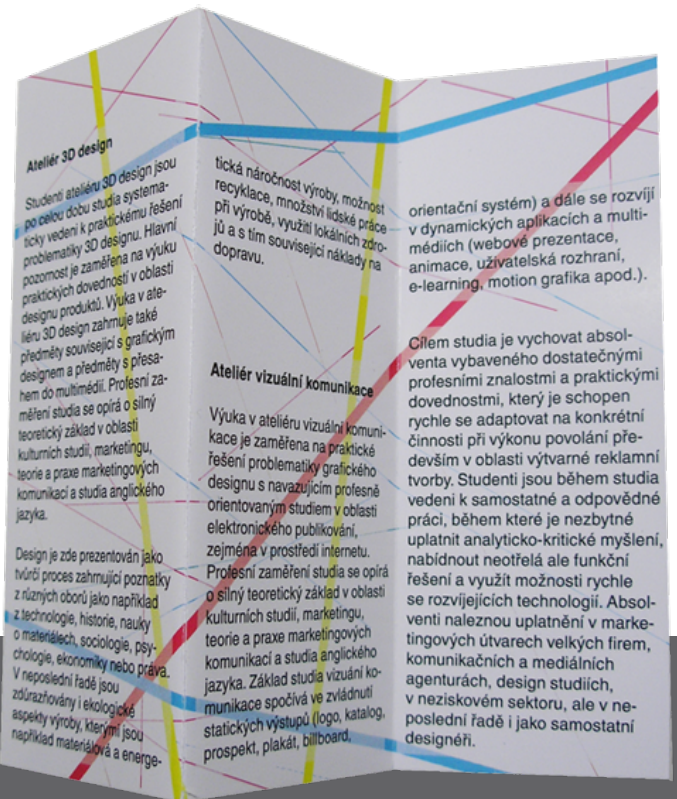 Ateliér 3D design
Studenti ateliéru 3D design jsou
po celou dobu studia systema-
ticky vedeni k praktickému řešení
problematiky 3D designu. Hlavní
pozornost je zaměřena na výuku
praktických dovedností v oblasti
designu produktů. Výuka v ate-
liéru 3D design zahrnuje také
předměty související s grafickým
designem a předměty s přesa-
hem do multimédií. Profesní za-
měření studia se opírá o silný
teoretický základ v oblasti
kulturních studií, marketingu,
teorie a praxe marketingových
komunikací a studia anglického
jazyka.
Design je zde prezentován jako
tvůrčí proces zahrnující poznatky
z různých oborů jako například
z technologie, historie, nauky
o materiálech, sociologie, psy-
chologie, ekonomiky nebo práva.
V neposlední řadě jsou
zdůrazňovány i ekologické
aspekty výroby, kterými jsou
například materiálová a energe-
tická náročnost výroby, možnost
recyklace, množství lidské práce
při výrobě, využití lokálních zdro-
jů a s tím související náklady na
dopravu.
Ateliér vizuální komunikace
Výuka v ateliéru vizuální komuni-
kace je zaměřena na praktické
řešení problematiky grafického
designu s navazujícím profesně
orientovaným studiem v oblasti
elektronického publikování,
zejména v prostředí internetu.
Profesní zaměření studia se opírá
o silný teoretický základ v oblasti
kulturních studií, marketingu,
teorie a praxe marketingových
komunikací a studia anglického
jazyka. Základ studia vizuání ko-
munikace spočívá ve zvládnutí
statických výstupů (logo, katalog,
prospekt, plakát, billboard,
orientační systém) a dále se rozvíjí
v dynamických aplikacích a multi-
médiích (webové prezentace,
animace, uživatelská rozhraní,
e-learning, motion grafika apod.).
Cílem studia je vychovat absol-
venta vybaveného dostatečnými
profesními znalostmi a praktickými
dovednostmi, který je schopen
rychle se adaptovat na konkrétní
činnosti při výkonu povolání pře-
devším v oblasti výtvarné reklamní
tvorby. Studenti jsou během studia
vedeni k samostatné a odpovědné
práci, během které je nezbytné
uplatnit analyticko-kritické myšlení,
nabídnout neotřelá ale funkční
řešení a využít možnosti rychle
se rozvíjejících technologií. Absol-
venti naleznou uplatnění v marke-
tingových útvarech velkých firem,
komunikačních a mediálních
agenturách, design studiích,
v neziskovém sektoru, ale v ne-
poslední řadě i jako samostatní
designéři.